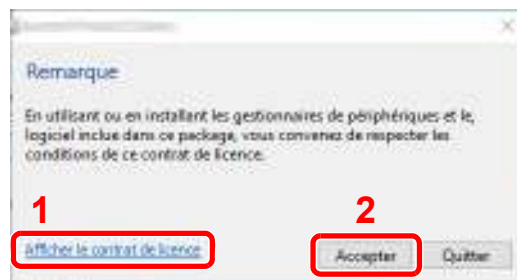 Remarque
En utilisant ou en installant les gestionnaires de périphériques et le,
logiciel inclue dans ce package, vous convenez de respecter les
conditions de ce contrat de licence.
1
2
Afficher le contrat de licence
Accepter
Quitter